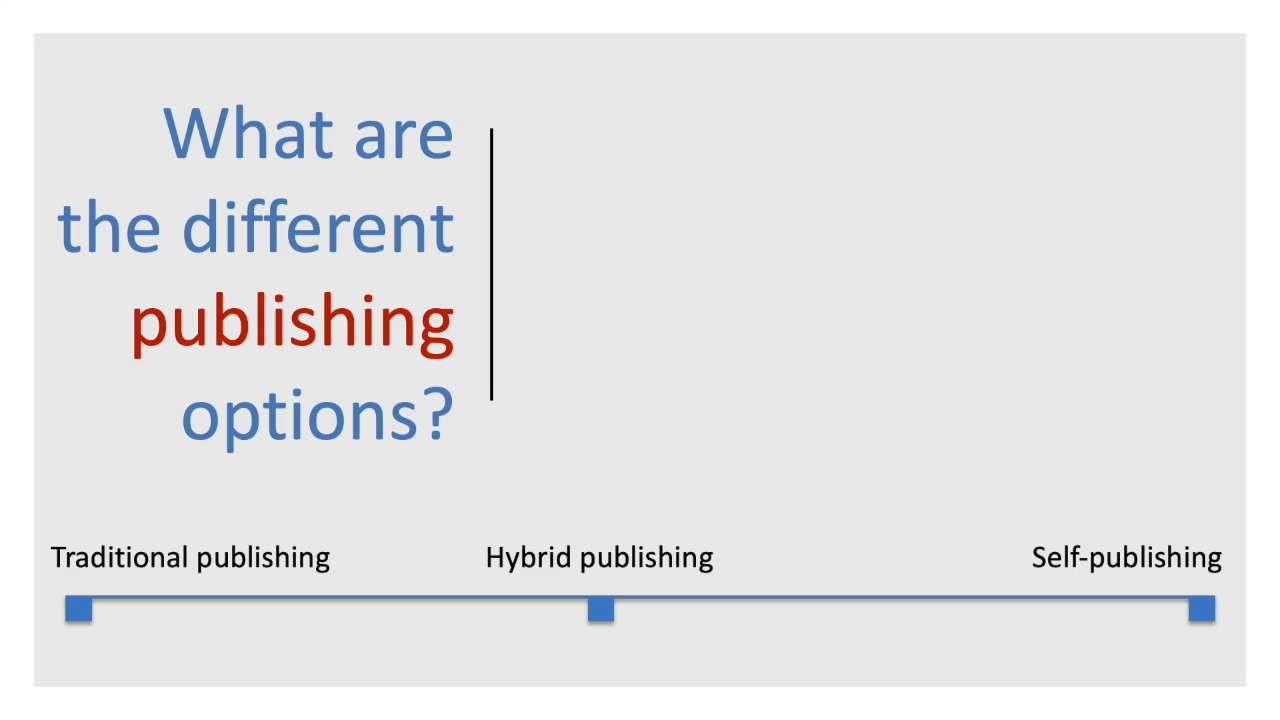 What are
the different
publishing
options?
Traditional publishing
Hybrid publishing
Self-publishing